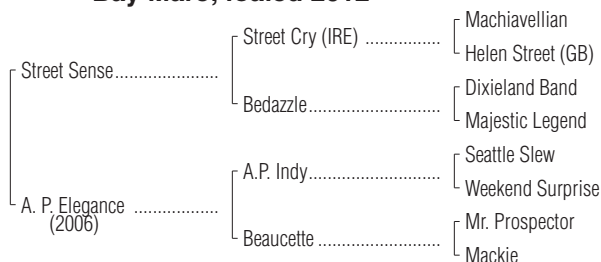 Bay Mare; foaled 2012
Machiavellian
Street Cry (IRE) ................
Helen Street (GB)
Street Sense......................
Dixieland Band
Bedazzle............................
Majestic Legend
Seattle Slew
A.P. Indy............................
Weekend Surprise
A. P. Elegance ..................
(2006)
Mr. Prospector
Beaucette ..........................
Mackie